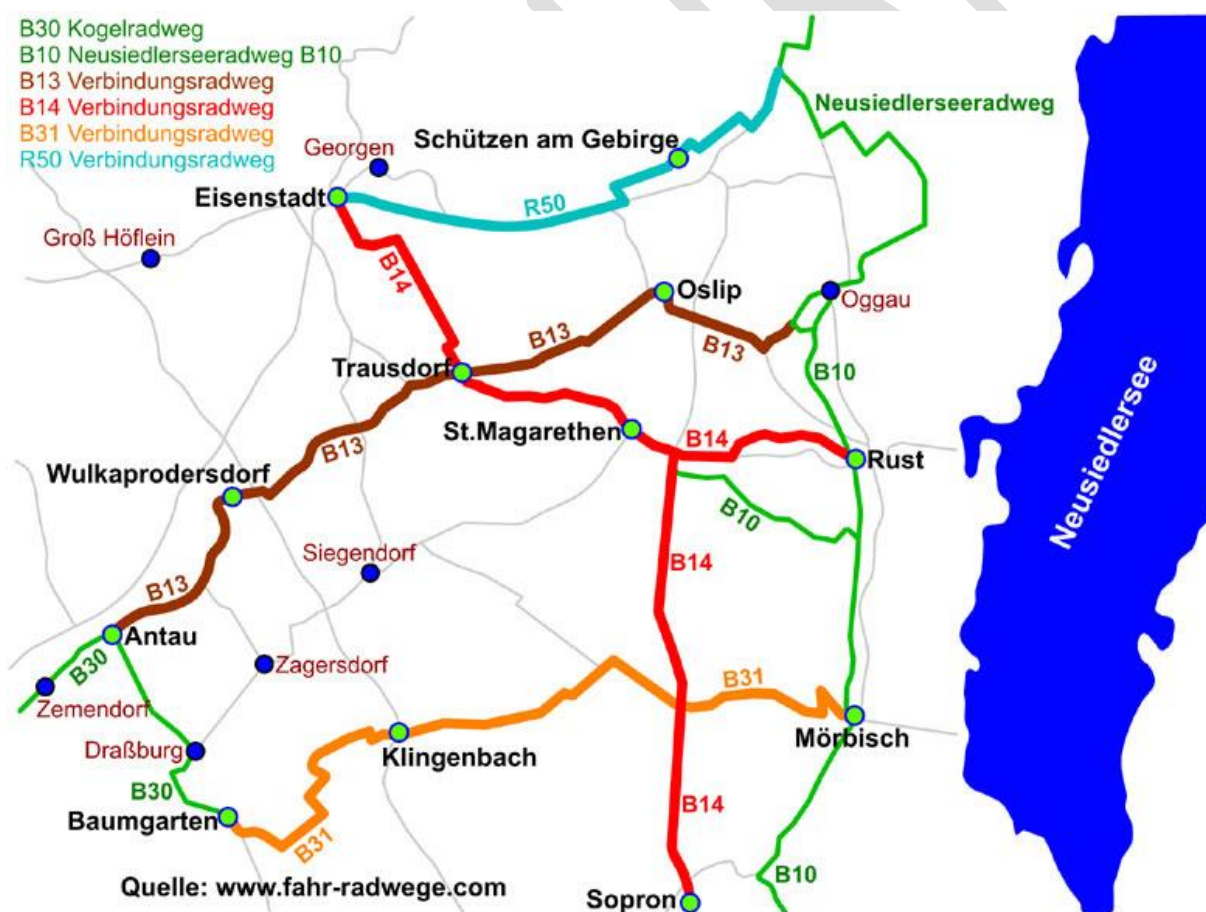 B30 Kogelradweg
B10 Neusiedlerseeradweg B10
B13 Verbindungsradweg
B14 Verbindungsradweg
B31 Verbindungsradweg
R50 Verbindungsradweg
Neusiedlerseeradweg
Schützen am Gebirge
Georgen
Eisenstadt
R50
Groß Höflein
B14
Oslip
Oggau
B13
B13
Trausdorf
B10
St.Magarethen
B14
Rust
B13
Wulkaprodersdorf
B10
Neusiedlersee
Siegendorf
B14
B13
Antau
B30
Zagersdorf
B31
Zemendorf
Mörbisch
Draßburg
Klingenbach
B30
B14
Baumgarten
B31
B10
Quelle: www.fahr-radwege.com
Sopron